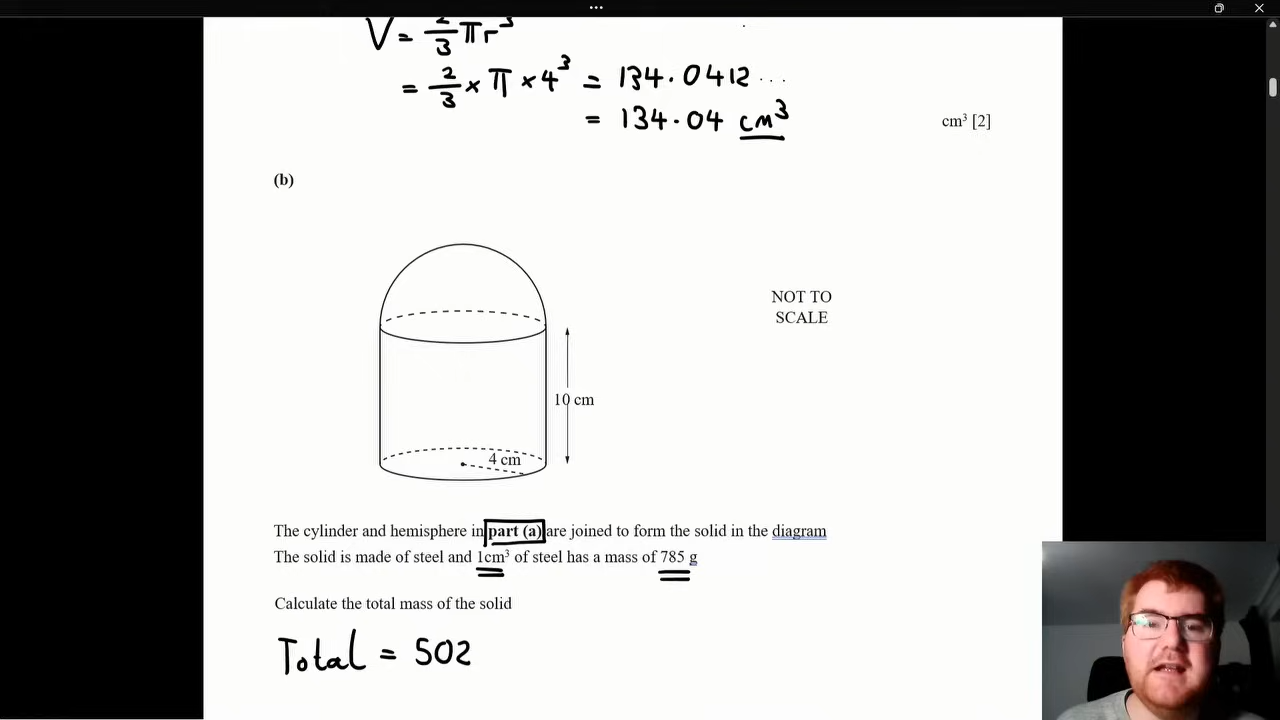 V = 2/3 πr³
= 2/3 × π × 4³ = 134.0412...
= 134.04 cm³
cm³ [2]
(b)
NOT TO
SCALE
10 cm
4 cm
The cylinder and hemisphere in part (a) are joined to form the solid in the diagram
The solid is made of steel and 1cm³ of steel has a mass of 785 g
Calculate the total mass of the solid
Total = 502